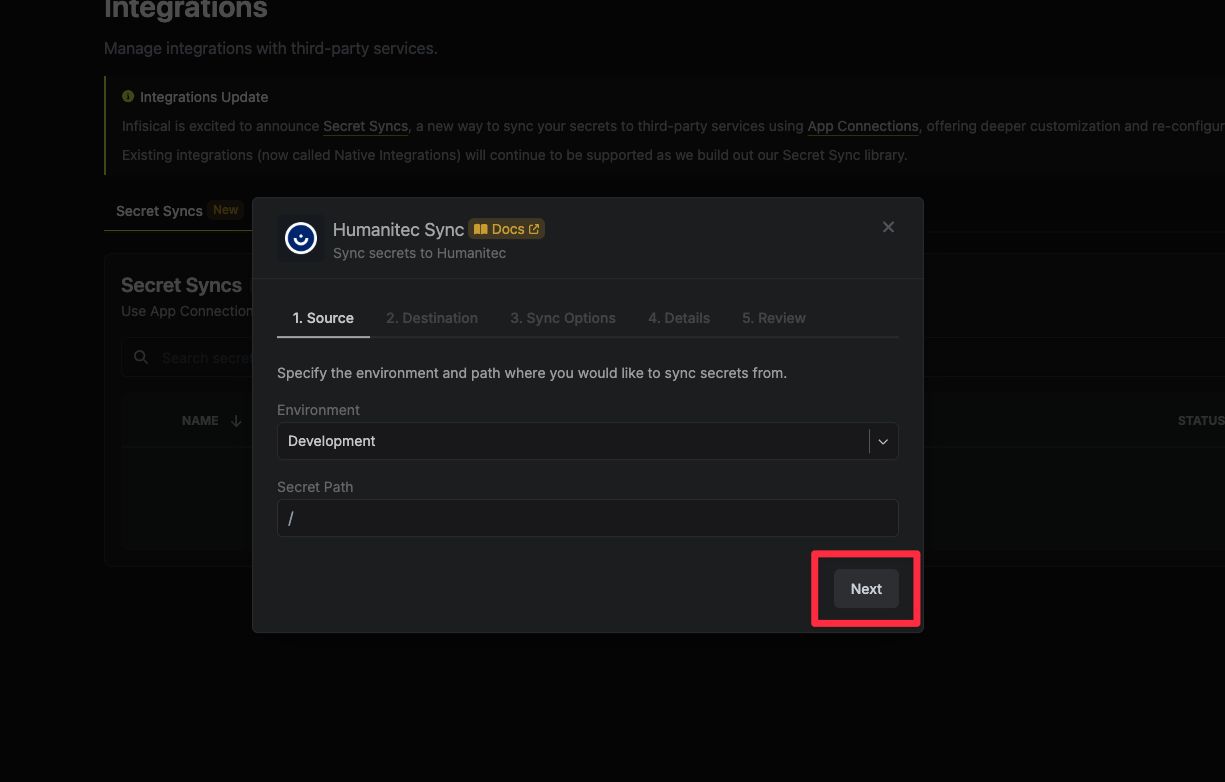 Integrations
Manage integrations with third-party services.
Integrations Update
Infisical is excited to announce Secret Syncs, a new way to sync your secrets to third-party services using App Connections, offering deeper customization and re-configur
Existing integrations (now called Native Integrations) will continue to be supported as we build out our Secret Sync library.
Secret Syncs New
Humanitec Sync Docs
Sync secrets to Humanitec
Secret Syncs
Use App Connection
Search secret
NAME
STATUS
1. Source 2. Destination 3. Sync Options 4. Details 5. Review
Specify the environment and path where you would like to sync secrets from.
Environment
Development
Secret Path
/
Next